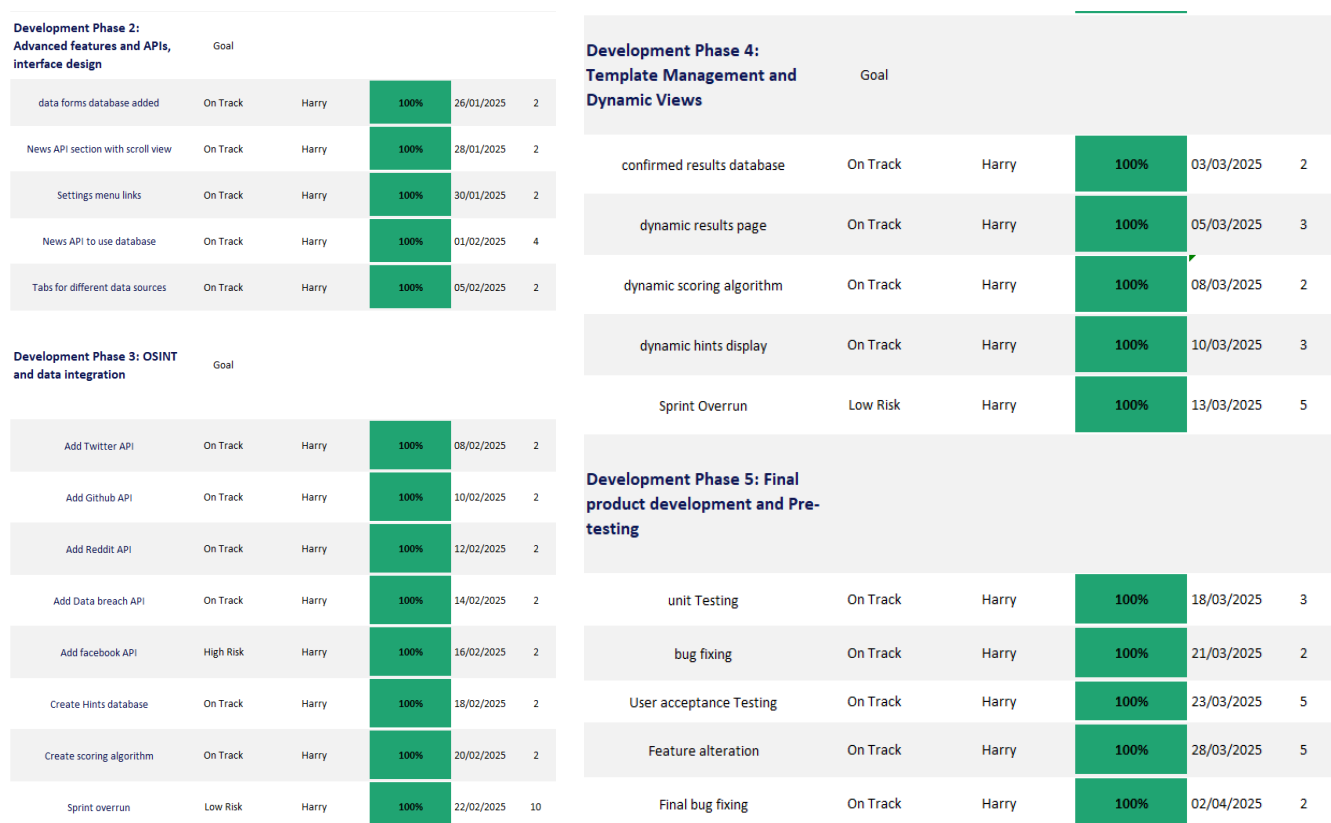 Development Phase 2:
Advanced features and APIs,
interface design
Goal
data forms database added On Track Harry 100% 26/01/2025 2
News API section with scroll view On Track Harry 100% 28/01/2025 2
Settings menu links On Track Harry 100% 30/01/2025 2
News API to use database On Track Harry 100% 01/02/2025 4
Tabs for different data sources On Track Harry 100% 05/02/2025 2
Development Phase 3: OSINT
and data integration
Goal
Add Twitter API On Track Harry 100% 08/02/2025 2
Add Github API On Track Harry 100% 10/02/2025 2
Add Reddit API On Track Harry 100% 12/02/2025 2
Add Data breach API On Track Harry 100% 14/02/2025 2
Add facebook API High Risk Harry 100% 16/02/2025 2
Create Hints database On Track Harry 100% 18/02/2025 2
Create scoring algorithm On Track Harry 100% 20/02/2025 2
Sprint overrun Low Risk Harry 100% 22/02/2025 10
Development Phase 4:
Template Management and
Dynamic Views
Goal
confirmed results database On Track Harry 100% 03/03/2025 2
dynamic results page On Track Harry 100% 05/03/2025 3
dynamic scoring algorithm On Track Harry 100% 08/03/2025 2
dynamic hints display On Track Harry 100% 10/03/2025 3
Sprint Overrun Low Risk Harry 100% 13/03/2025 5
Development Phase 5: Final
product development and Pre-
testing
unit Testing On Track Harry 100% 18/03/2025 3
bug fixing On Track Harry 100% 21/03/2025 2
User acceptance Testing On Track Harry 100% 23/03/2025 5
Feature alteration On Track Harry 100% 28/03/2025 5
Final bug fixing On Track Harry 100% 02/04/2025 2